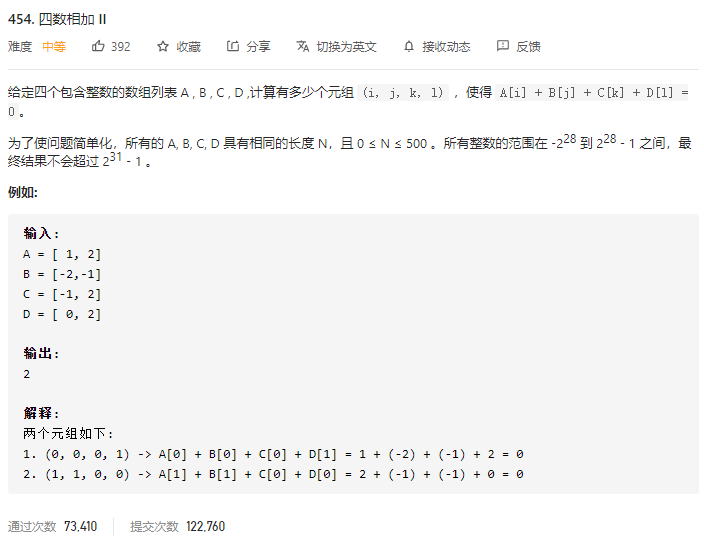 454. 四数相加 II
难度 中等 392 收藏 分享 切换为英文 接收动态 反馈
给定四个包含整数的数组列表 A , B , C , D ,计算有多少个元组 (i, j, k, l) ，使得 A[i] + B[j] + C[k] + D[l] =
0 。
为了使问题简单化，所有的 A, B, C, D 具有相同的长度 N，且 0 ≤ N ≤ 500 。所有整数的范围在 -2^28 到 2^28 - 1 之间，最
终结果不会超过 2^31 - 1 。
例如:
输入:
A = [ 1, 2]
B = [-2,-1]
C = [-1, 2]
D = [ 0, 2]
输出:
2
解释:
两个元组如下:
1. (0, 0, 0, 1) -> A[0] + B[0] + C[0] + D[1] = 1 + (-2) + (-1) + 2 = 0
2. (1, 1, 0, 0) -> A[1] + B[1] + C[0] + D[0] = 2 + (-1) + (-1) + 0 = 0
通过次数 73,410 提交次数 122,760